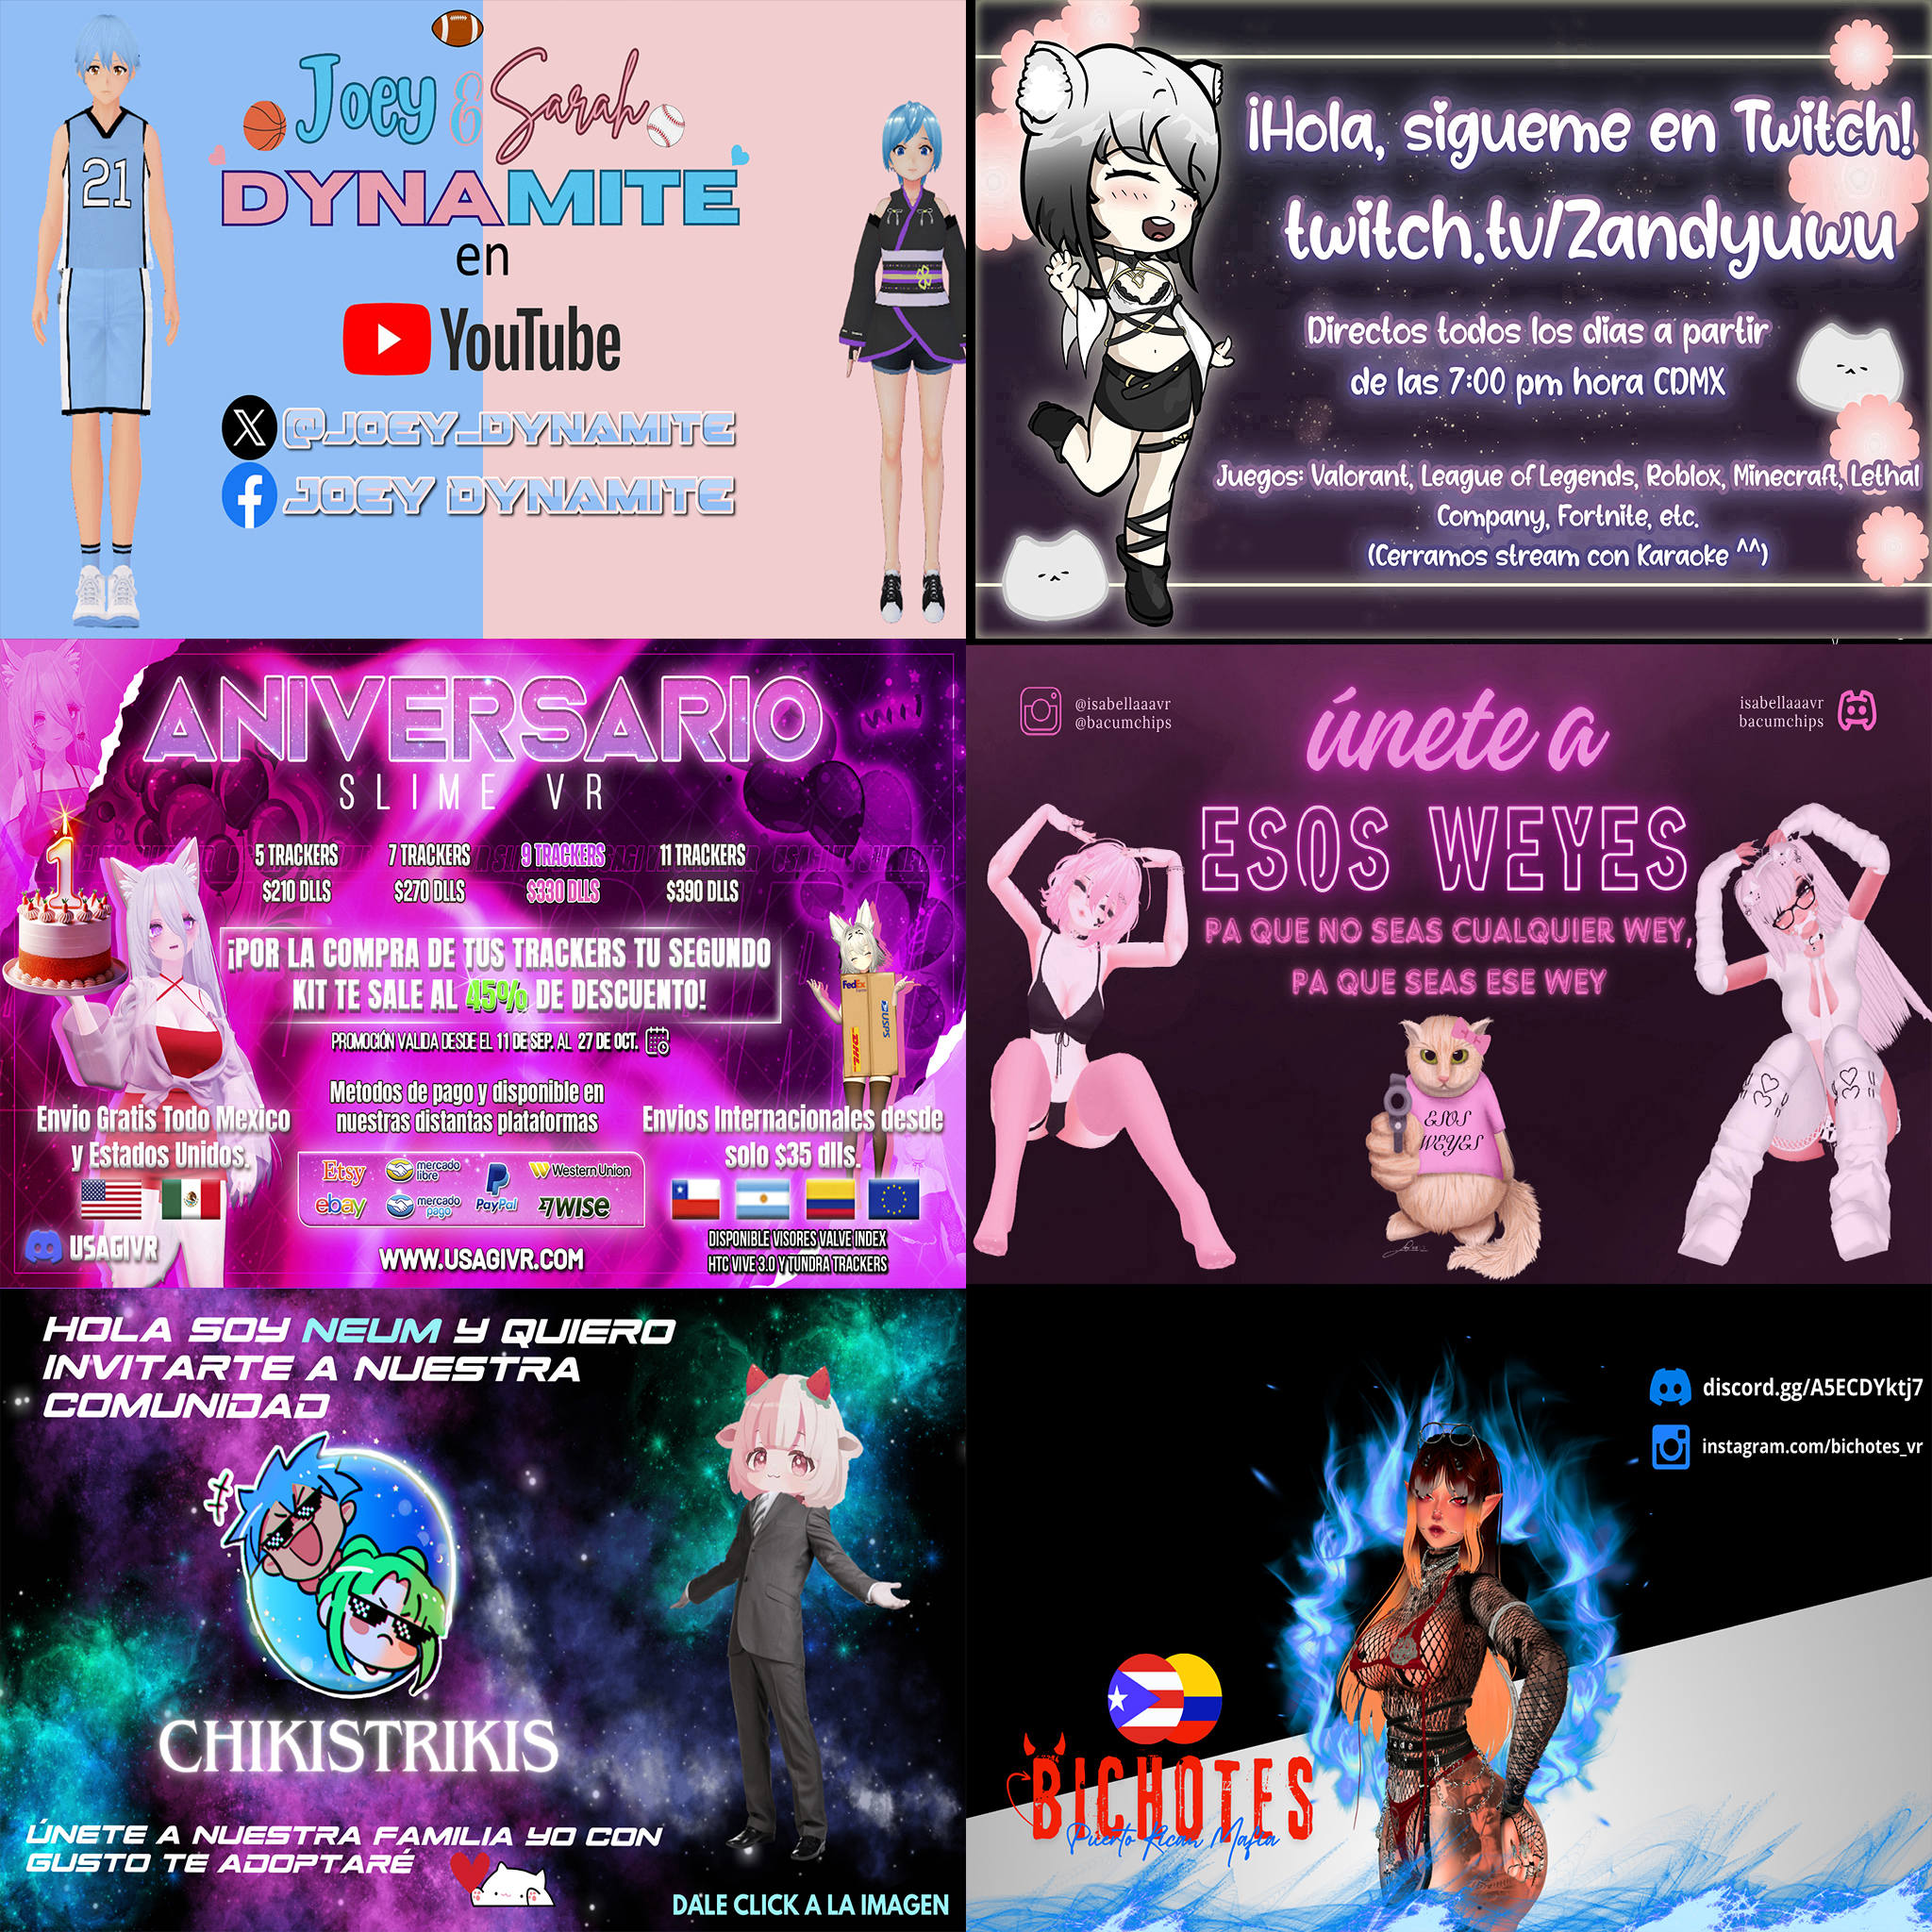 Joey & Sarah
DYNAMITE
en
YouTube
@JOEY_DYNAMITE
JOEY DYNAMITE
21
¡Hola, sigueme en Twitch!
twitch.tv/Zandyuwu
Directos todos los dias a partir
de las 7:00 pm hora CDMX
Juegos: Valorant, League of Legends, Roblox, Minecraft, Lethal
Company, Fortnite, etc.
(Cerramos stream con Karaoke ^^)
ANIVERSARIO
SLIME VR
5 TRACKERS 7 TRACKERS 9 TRACKERS 11 TRACKERS
$210 DLLS $270 DLLS $330 DLLS $390 DLLS
¡POR LA COMPRA DE TUS TRACKERS TU SEGUNDO
KIT TE SALE AL 45% DE DESCUENTO!
PROMOCIÓN VALIDA DESDE EL 11 DE SEP. AL 27 DE OCT.
1
FedEx
USPS
DHL
Metodos de pago y disponible en
nuestras distantas plataformas
Envio Gratis Todo Mexico
y Estados Unidos.
Envios Internacionales desde
solo $35 dlls.
Etsy mercado libre PayPal Western Union
ebay mercado pago WISE
USAGIVR
WWW.USAGIVR.COM
DISPONIBLE VISORES VALVE INDEX
HTC VIVE 3.0 Y TUNDRA TRACKERS
@isabellaaavr
@bacumchips
isabellaaavr
bacumchips
únete a
ESOS WEYES
PA QUE NO SEAS CUALQUIER WEY,
PA QUE SEAS ESE WEY
ESOS
WEYES
HOLA SOY NEUM Y QUIERO
INVITARTE A NUESTRA
COMUNIDAD
CHIKISTRIKIS
ÚNETE A NUESTRA FAMILIA YO CON
GUSTO TE ADOPTARÉ
DALE CLICK A LA IMAGEN
discord.gg/A5ECDYktj7
instagram.com/bichotes_vr
BICHOTES
Puerto Rican Mafia